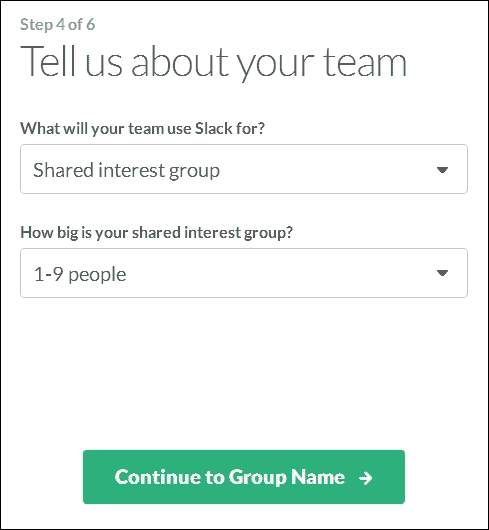 Step 4 of 6
Tell us about your team
What will your team use Slack for?
Shared interest group
How big is your shared interest group?
1-9 people
Continue to Group Name →